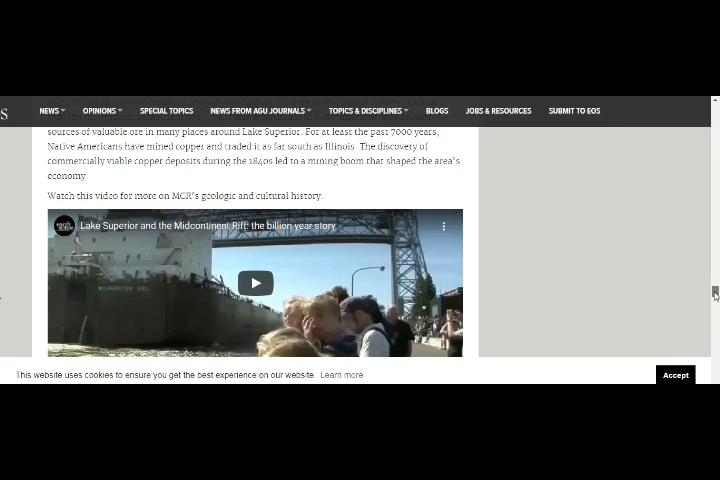 S
NEWS
OPINIONS
SPECIAL TOPICS
NEWS FROM AGU JOURNALS
TOPICS & DISCIPLINES
BLOGS
JOBS & RESOURCES
SUBMIT TO EOS
sources of valuable ore in many places around Lake Superior. For at least the past 7000 years,
Native Americans have mined copper and traded it as far south as Illinois. The discovery of
commercially viable copper deposits during the 1840s led to a mining boom that shaped the area's
economy.
Watch this video for more on MCR's geologic and cultural history.
Lake Superior and the Midcontinent Rift: the billion year story
This website uses cookies to ensure you get the best experience on our website. Learn more
Accept